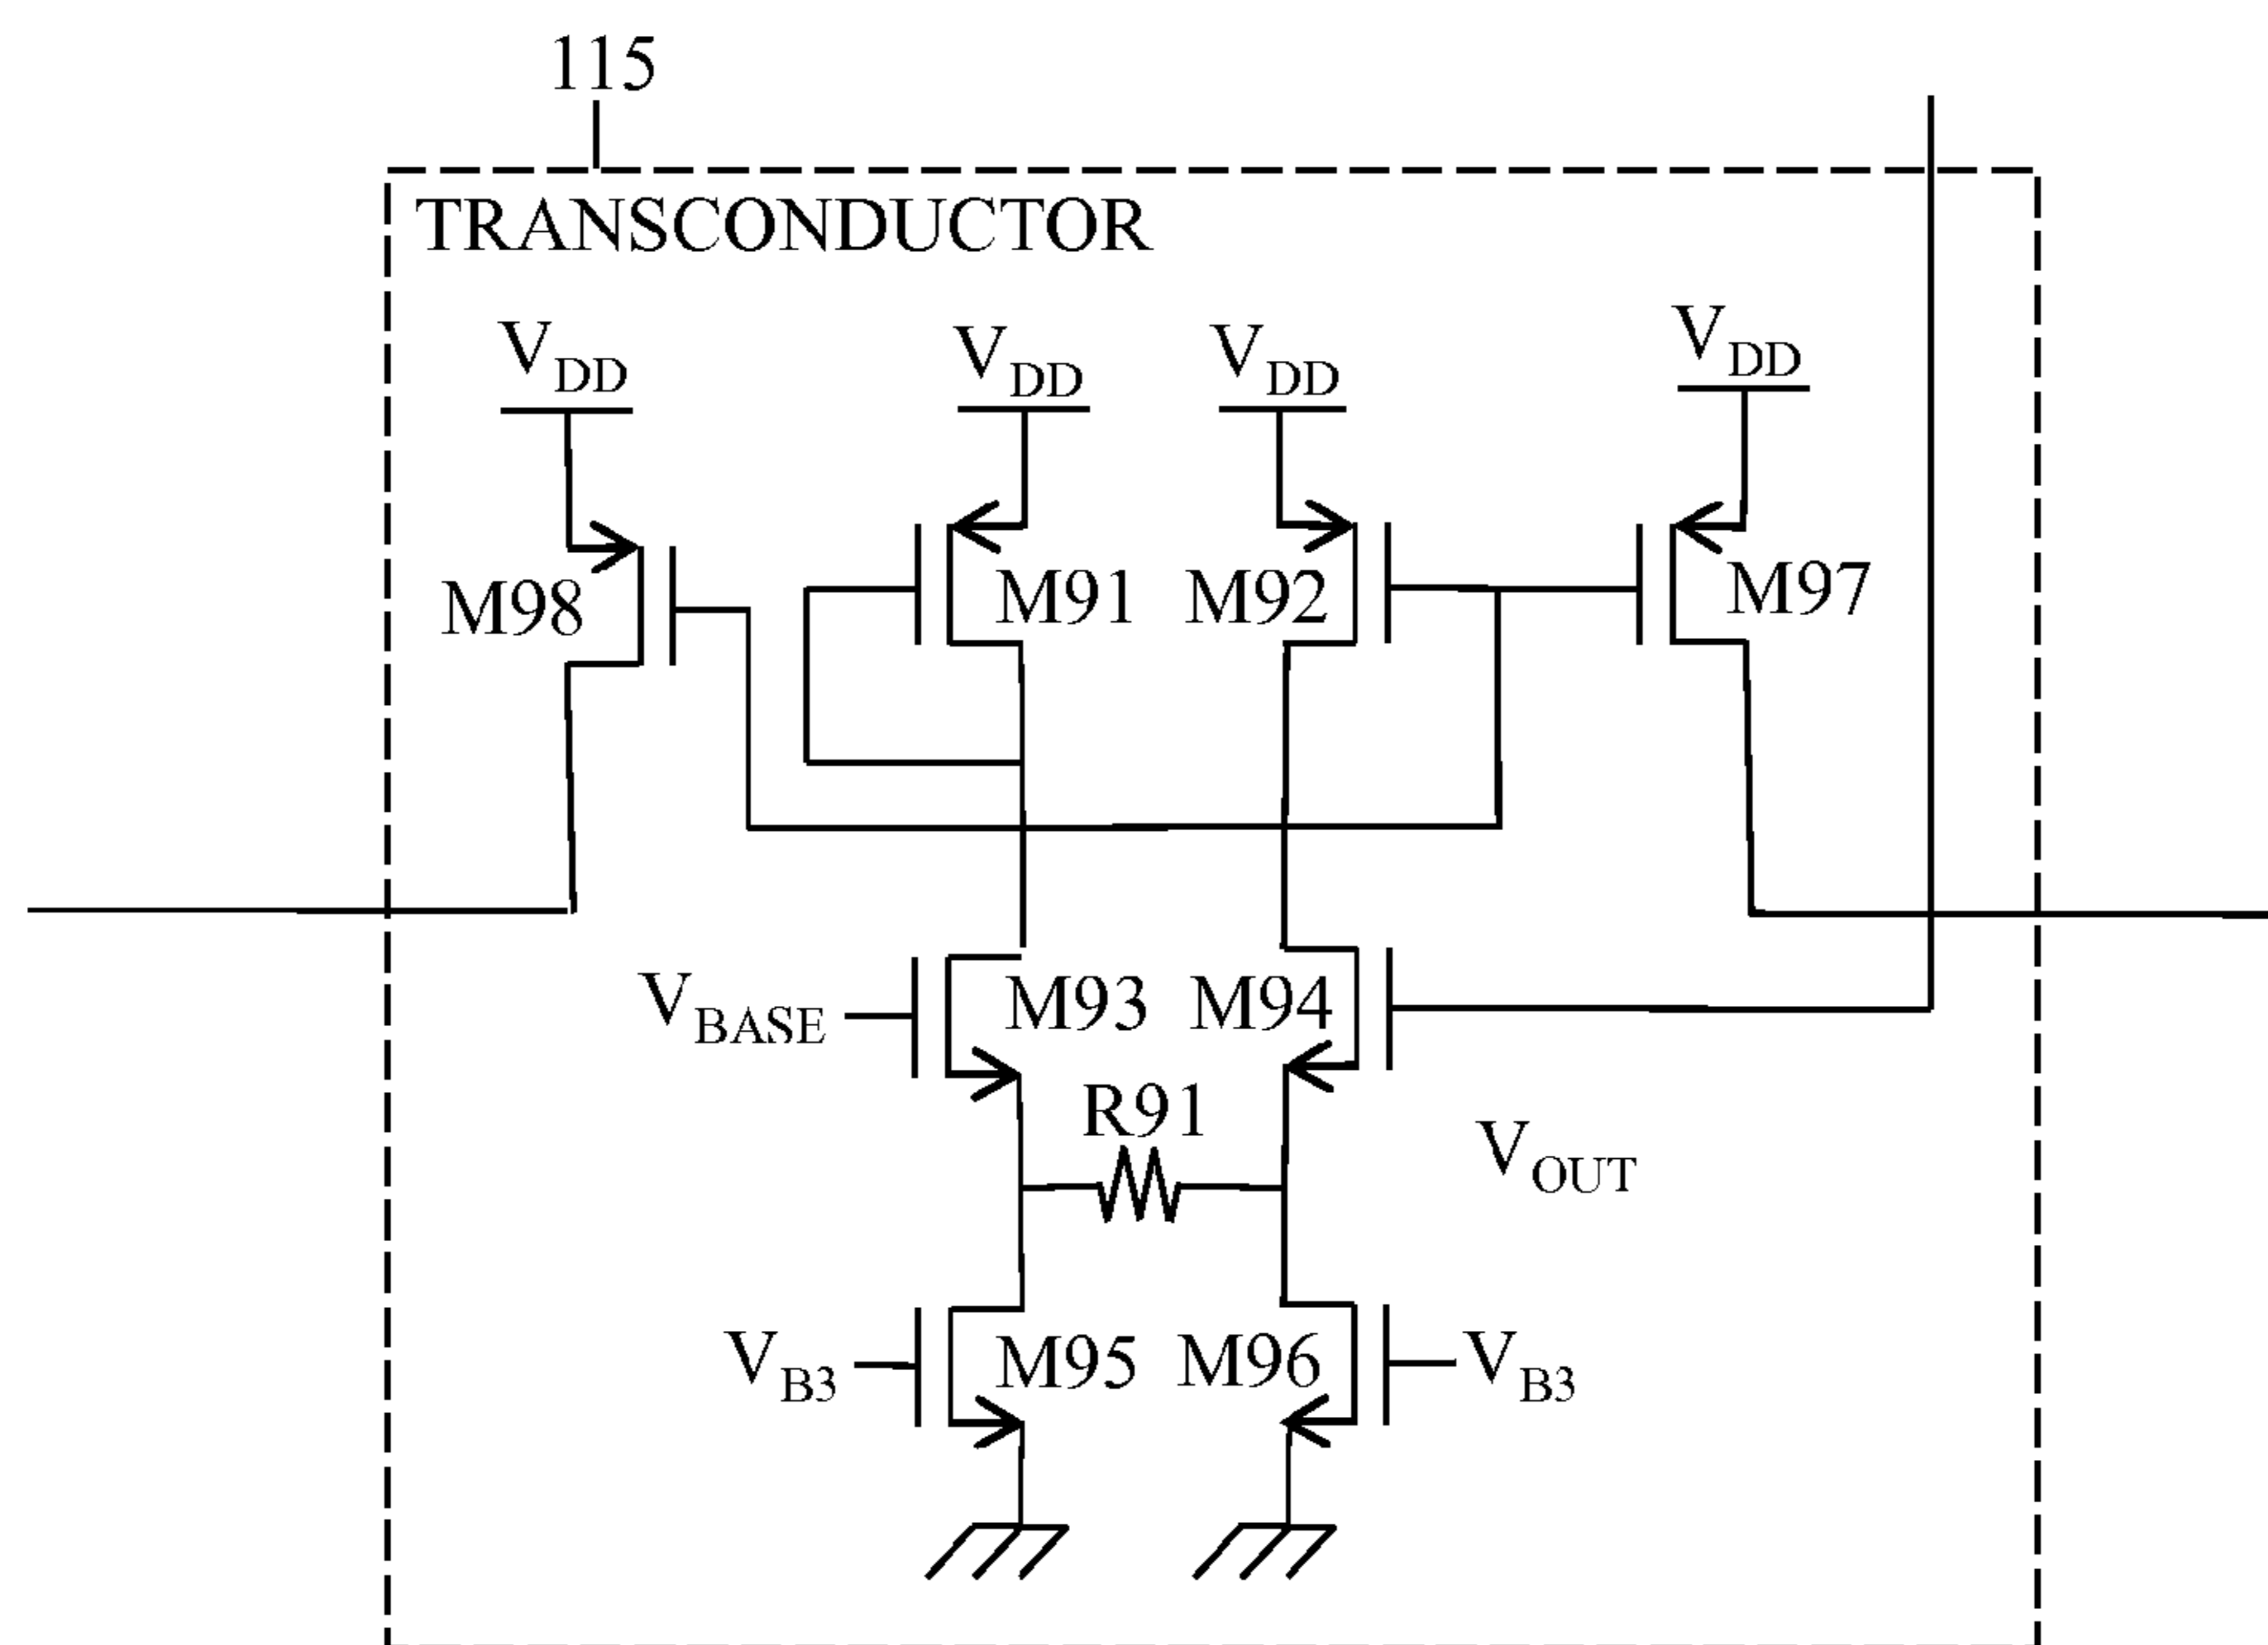 115
TRANSCONDUCTOR
VDD VDD VDD VDD
M98 M91 M92 M97
VBASE M93 M94
R91
VOUT
VB3 M95 M96 VB3